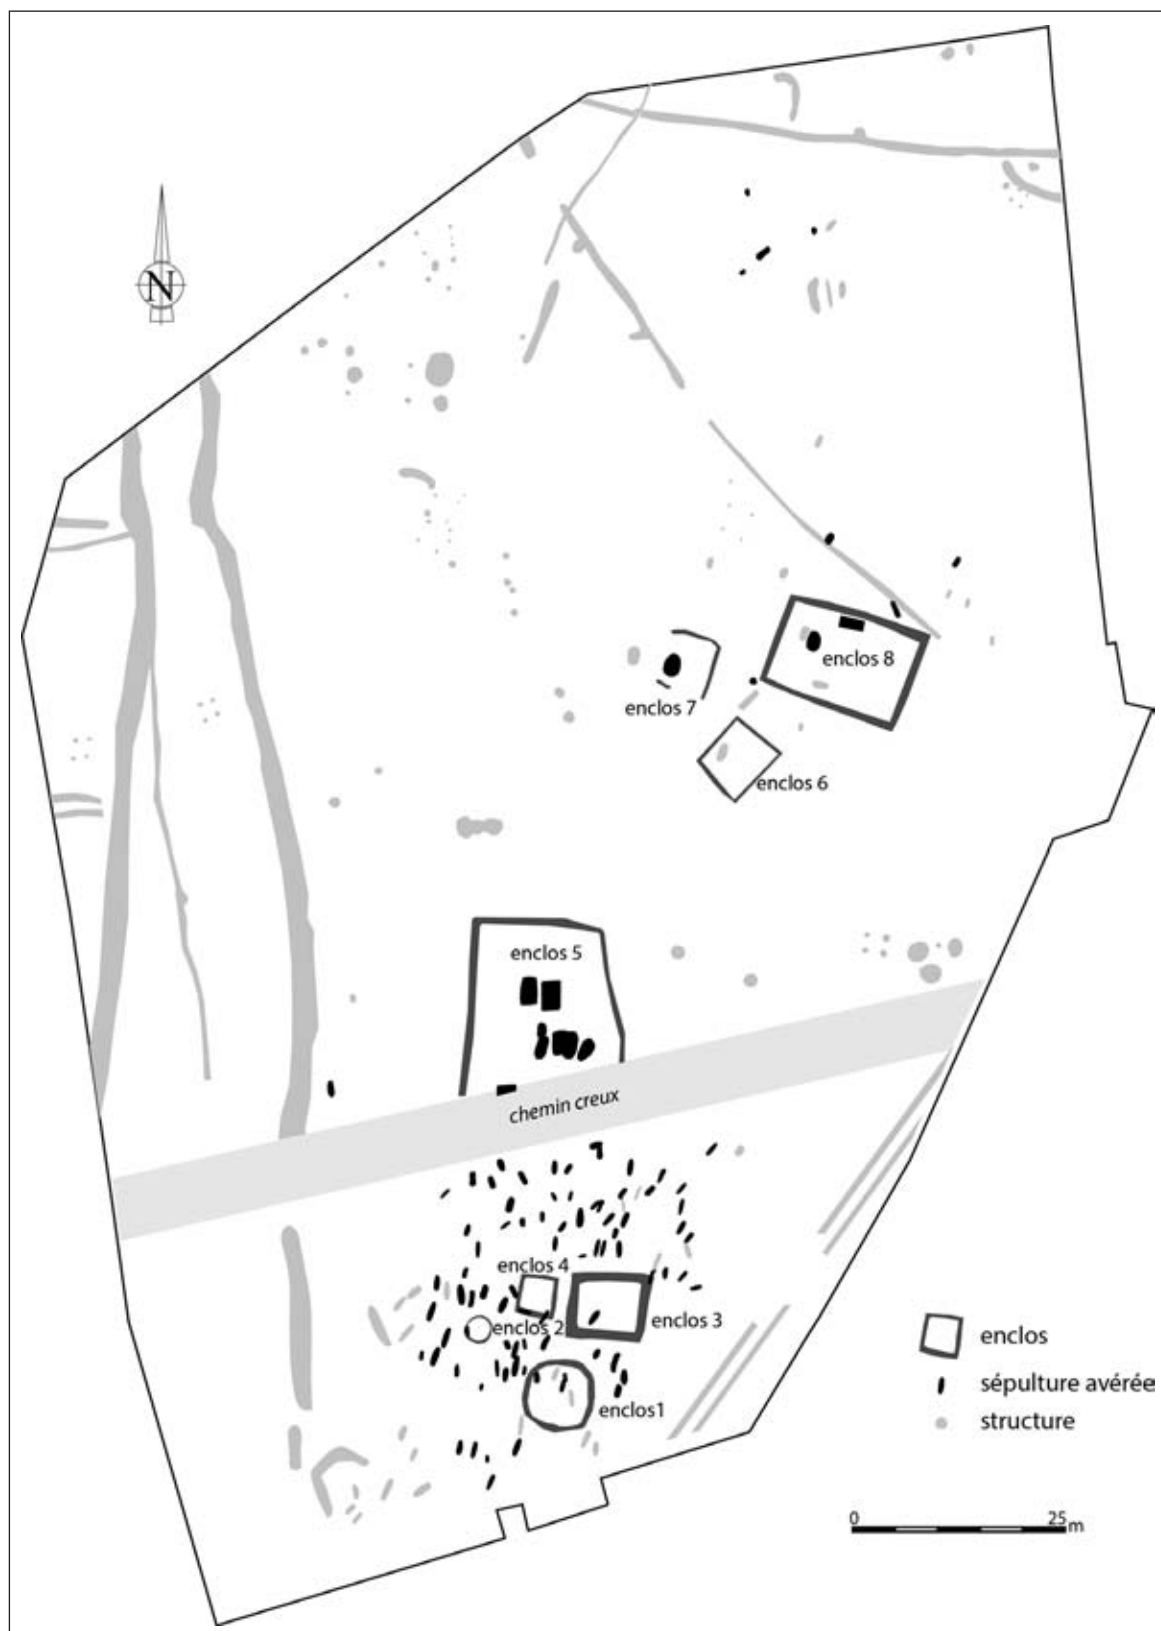 N
enclos 8
enclos 7
enclos 6
enclos 5
chemin creux
enclos 4
enclos 3
enclos 2
enclos1
enclos
sépulture avérée
structure
0 25 m